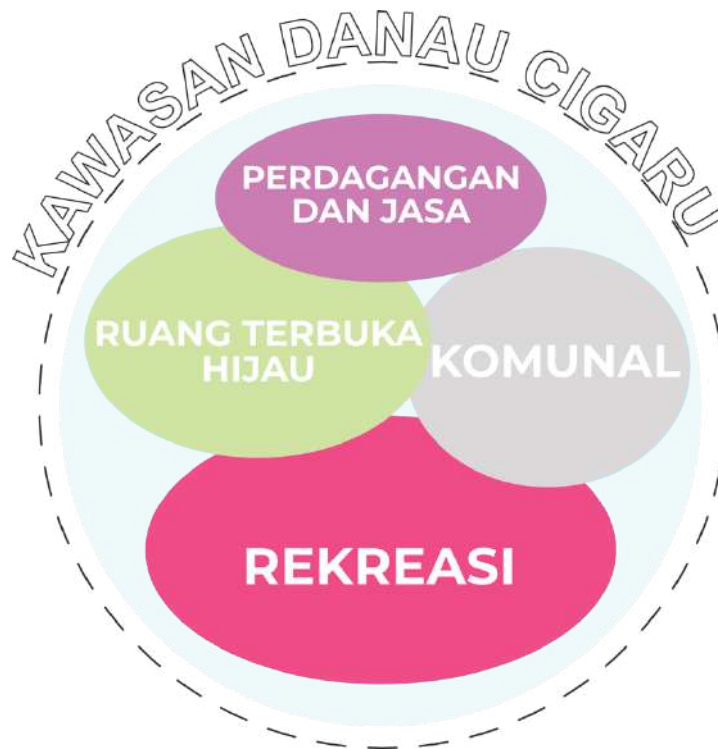 KAWASAN DANAU CIGARU
PERDAGANGAN
DAN JASA
RUANG TERBUKA
HIJAU
KOMUNAL
REKREASI